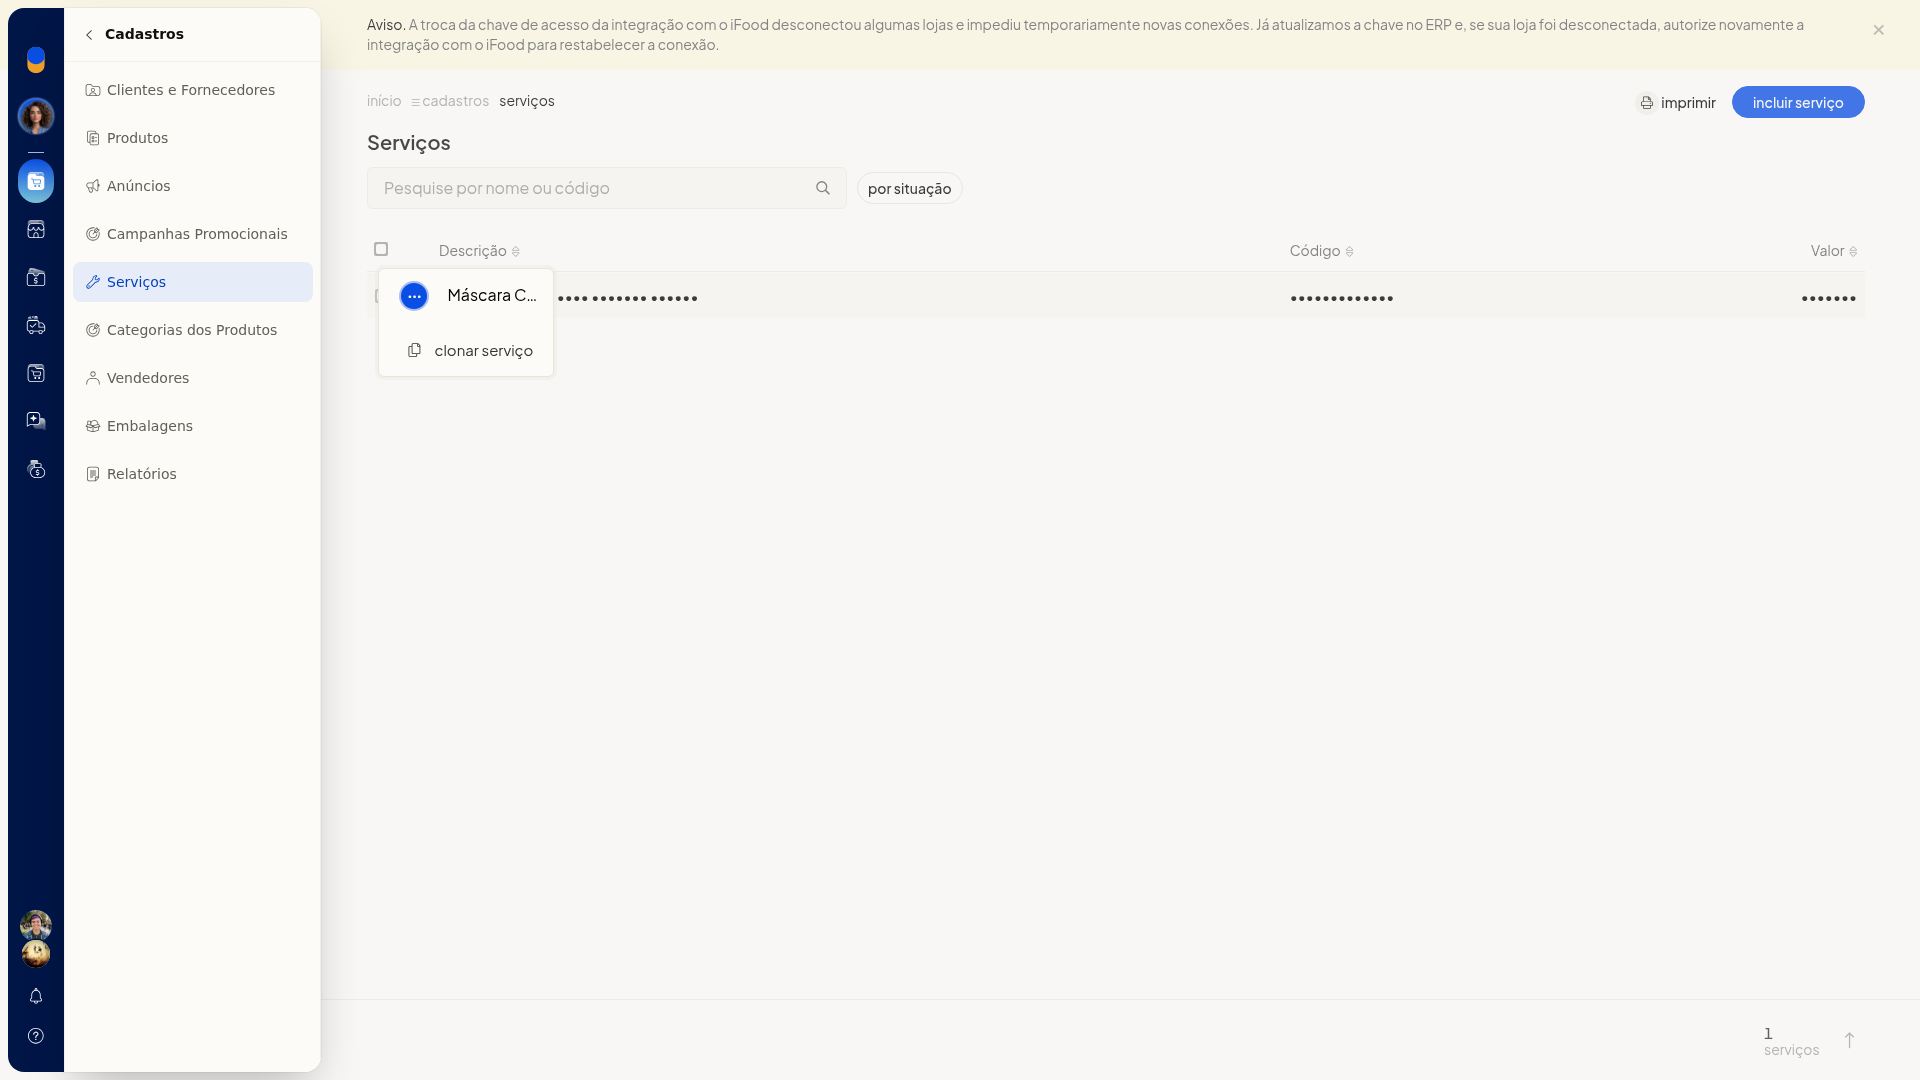 Cadastros
Clientes e Fornecedores
Produtos
Anúncios
Campanhas Promocionais
Serviços
Categorias dos Produtos
Vendedores
Embalagens
Relatórios
Aviso. A troca da chave de acesso da integração com o iFood desconectou algumas lojas e impediu temporariamente novas conexões. Já atualizamos a chave no ERP e, se sua loja foi desconectada, autorize novamente a
integração com o iFood para restabelecer a conexão.
início cadastros serviços
imprimir
incluir serviço
Serviços
Pesquise por nome ou código
por situação
Descrição Código Valor
Máscara C... •••• ••••••• •••••• ••••••••••••• •••••••
clonar serviço
1
serviços